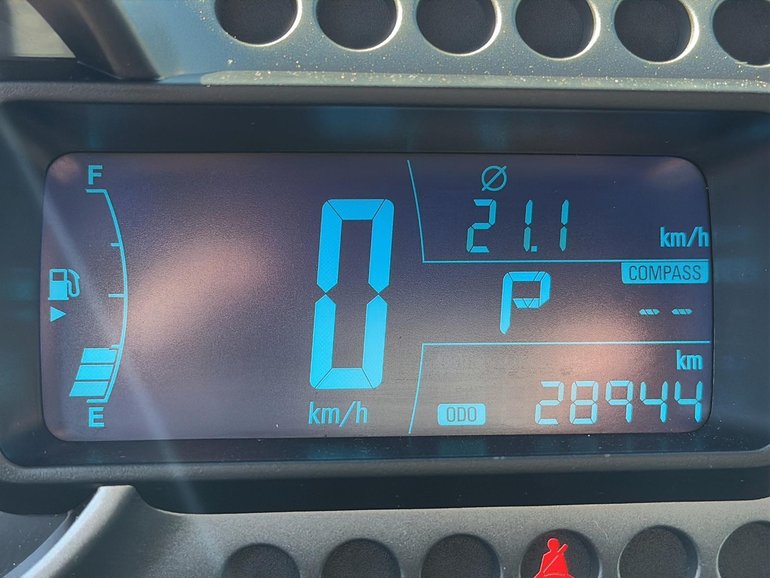 F
E
0
km/h
Ø
21.1
km/h
COMPASS
P
--
km
ODO 28944